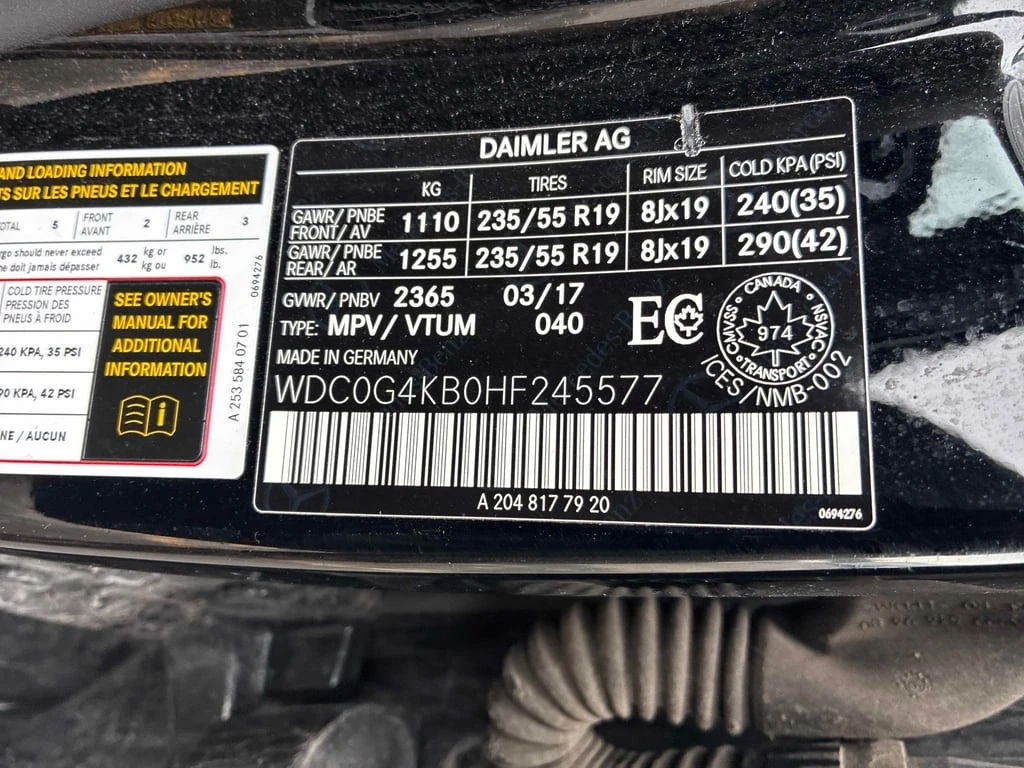 AND LOADING INFORMATION
TS SUR LES PNEUS ET LE CHARGEMENT
OTAL 5 FRONT AVANT 2 REAR ARRIÈRE 3
rgo should never exceed
ne doit jamais dépasser
432 kg or kg ou 952 lbs. lb.
COLD TIRE PRESSURE
PRESSION DES
PNEUS À FROID
240 KPA, 35 PSI
90 KPA, 42 PSI
NE / AUCUN
SEE OWNER'S
MANUAL FOR
ADDITIONAL
INFORMATION
i
0694276
A 253 584 07 01
DAIMLER AG
KG TIRES RIM SIZE COLD KPA(PSI)
GAWR/PNBE FRONT/AV 1110 235/55 R19 8Jx19 240(35)
GAWR/PNBE REAR/AR 1255 235/55 R19 8Jx19 290(42)
GVWR/PNBV 2365 03/17
TYPE: MPV/VTUM 040
EC
CANADA
NSVAC
TRANSPORT
CMVSS
974
ICES/NMB-002
MADE IN GERMANY
WDC0G4KB0HF245577
A 204 817 79 20
0694276